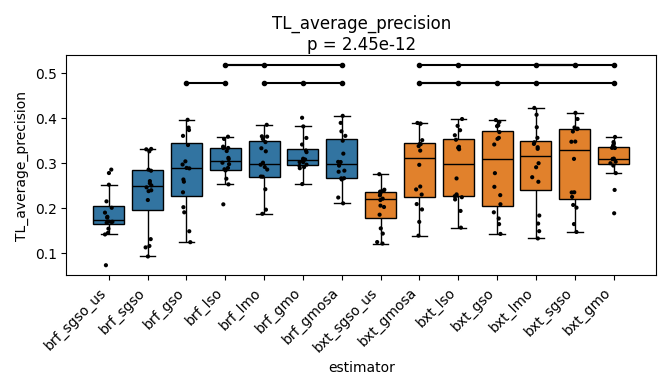 TL_average_precision
p = 2.45e-12
TL_average_precision
0.5
0.4
0.3
0.2
0.1
brf_sgso_us
brf_sgso
brf_gso
brf_lso
brf_lmo
brf_gmo
brf_gmosa
bxt_sgso_us
bxt_gmosa
bxt_lso
bxt_gso
bxt_lmo
bxt_sgso
bxt_gmo
estimator